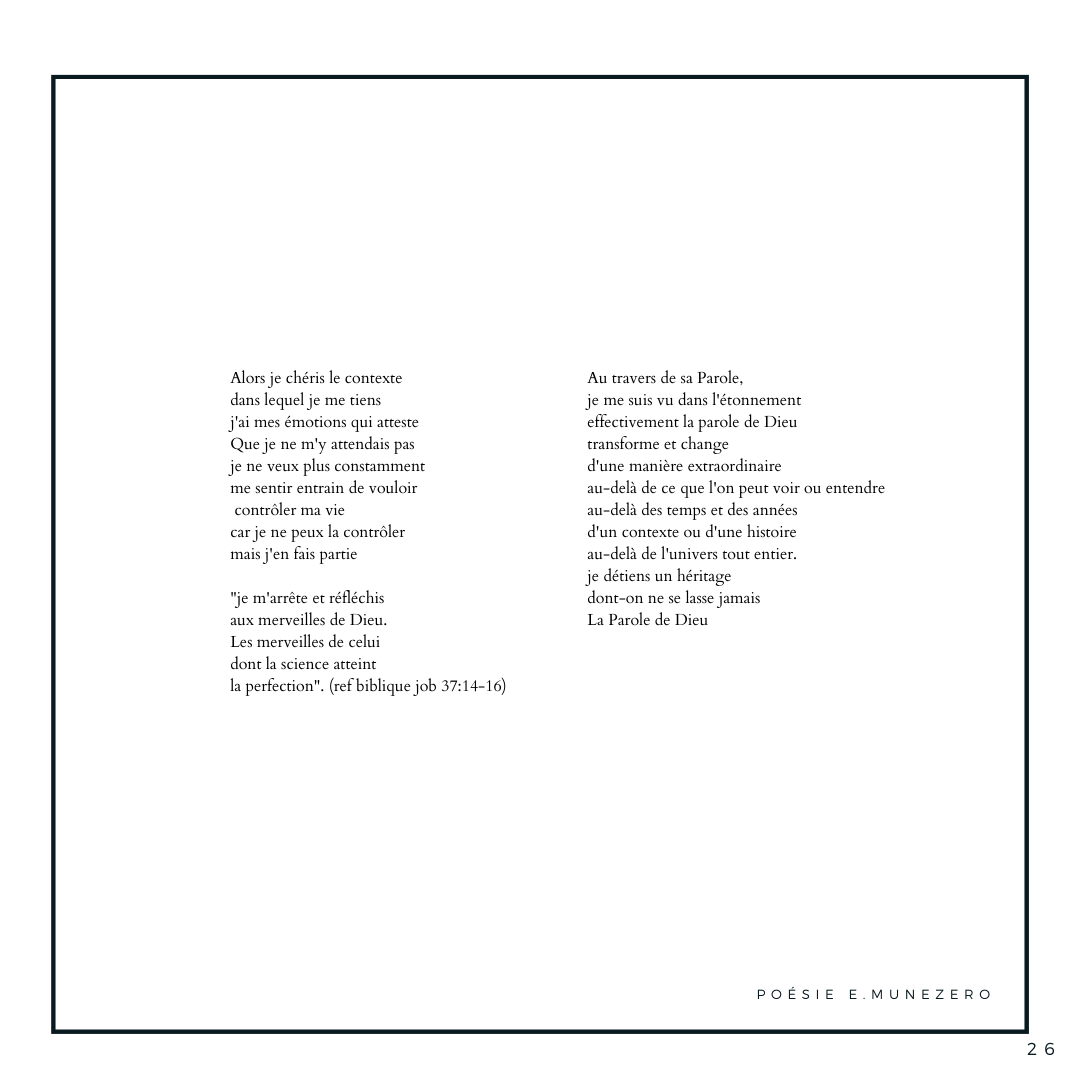 Alors je chéris le contexte
dans lequel je me tiens
j'ai mes émotions qui atteste
Que je ne m'y attendais pas
je ne veux plus constamment
me sentir entrain de vouloir
contrôler ma vie
car je ne peux la contrôler
mais j'en fais partie
"je m'arrête et réfléchis
aux merveilles de Dieu.
Les merveilles de celui
dont la science atteint
la perfection". (ref biblique job 37:14-16)
Au travers de sa Parole,
je me suis vu dans l'étonnement
effectivement la parole de Dieu
transforme et change
d'une manière extraordinaire
au-delà de ce que l'on peut voir ou entendre
au-delà des temps et des années
d'un contexte ou d'une histoire
au-delà de l'univers tout entier.
je détiens un héritage
dont-on ne se lasse jamais
La Parole de Dieu
POÉSIE E.MUNEZERO
26